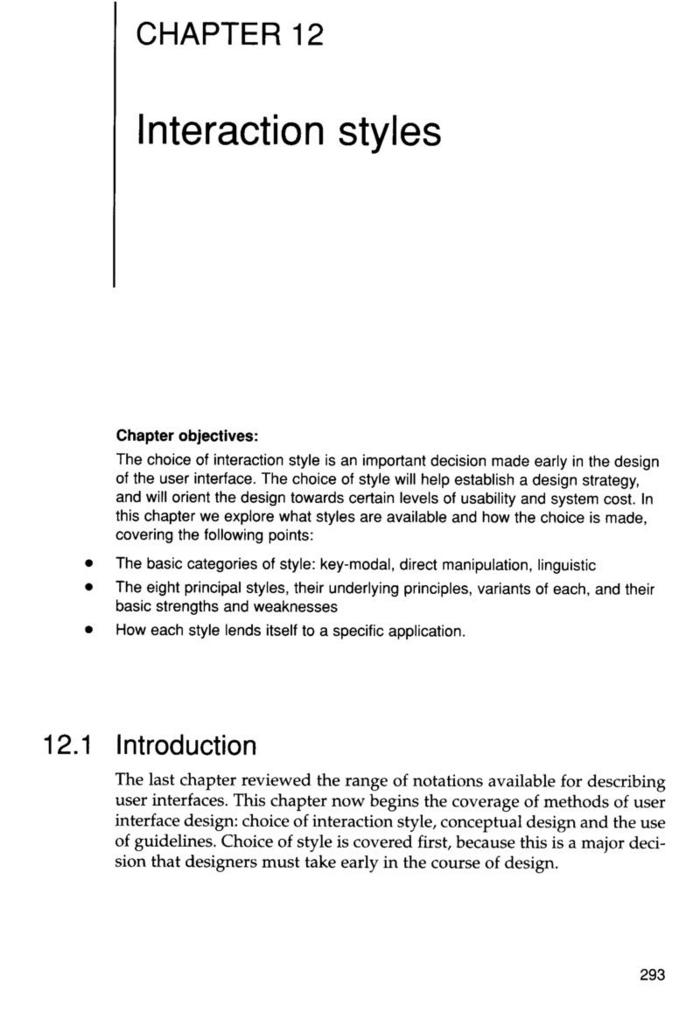 CHAPTER 12
Interaction styles
Chapter objectives:
The choice of interaction style is an important decision made early in the design
of the user interface. The choice of style will help establish a design strategy,
and will orient the design towards certain levels of usability and system cost. In
this chapter we explore what styles are available and how the choice is made,
covering the following points:
• The basic categories of style: key-modal, direct manipulation, linguistic
• The eight principal styles, their underlying principles, variants of each, and their
basic strengths and weaknesses
• How each style lends itself to a specific application.
12.1 Introduction
The last chapter reviewed the range of notations available for describing
user interfaces. This chapter now begins the coverage of methods of user
interface design: choice of interaction style, conceptual design and the use
of guidelines. Choice of style is covered first, because this is a major deci-
sion that designers must take early in the course of design.
293